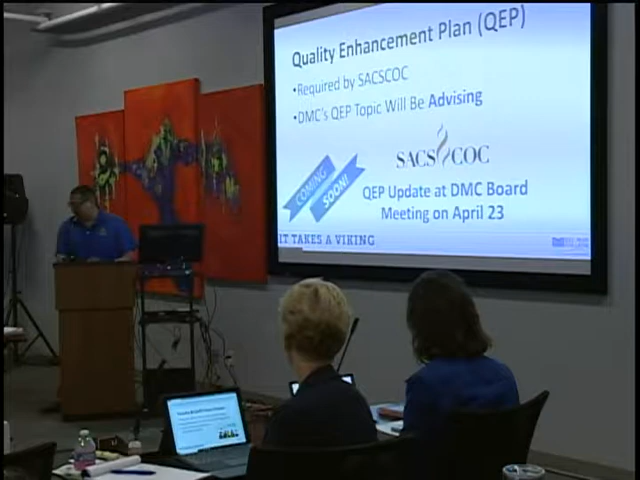 Quality Enhancement Plan (QEP)
•Required by SACSCOC
•DMC's QEP Topic Will Be Advising
SACS COC
COMING
SOON!
QEP Update at DMC Board
Meeting on April 23
IT TAKES A VIKING